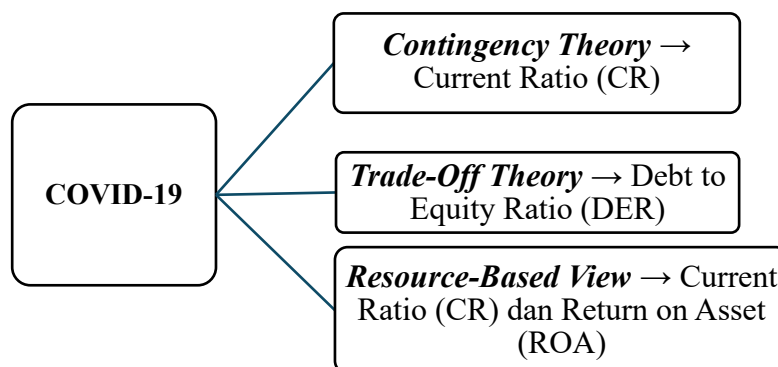 Contingency Theory →
Current Ratio (CR)
COVID-19
Trade-Off Theory → Debt to
Equity Ratio (DER)
Resource-Based View → Current
Ratio (CR) dan Return on Asset
(ROA)